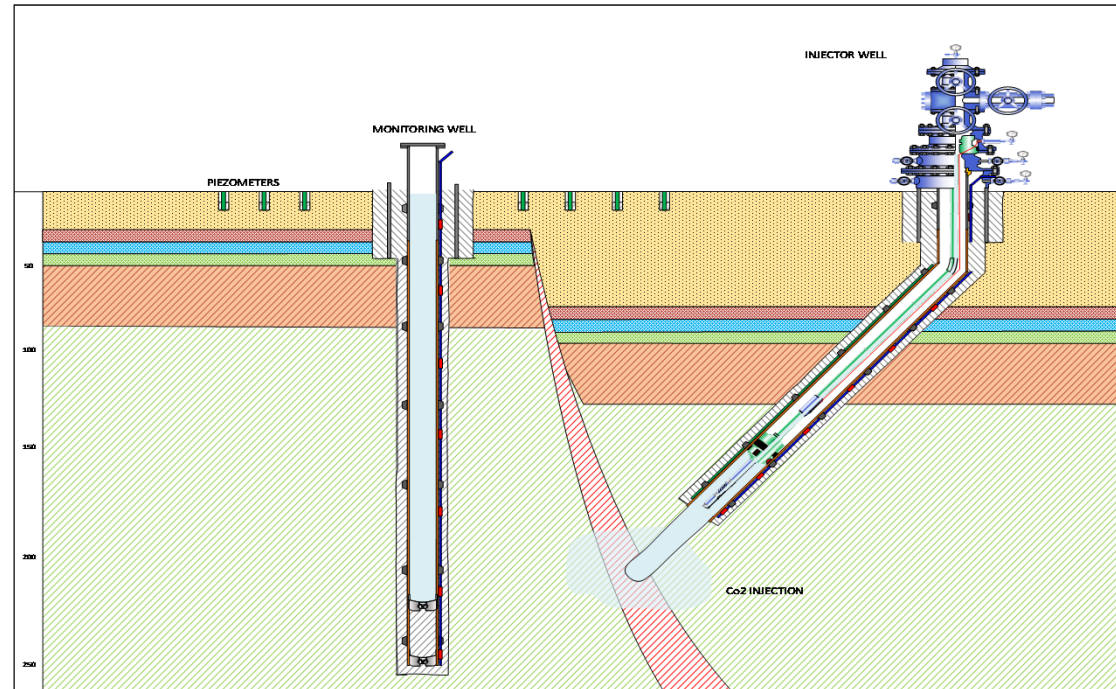 INJECTOR WELL
MONITORING WELL
PIEZOMETERS
50
100
150
200
Co2 INJECTION
250